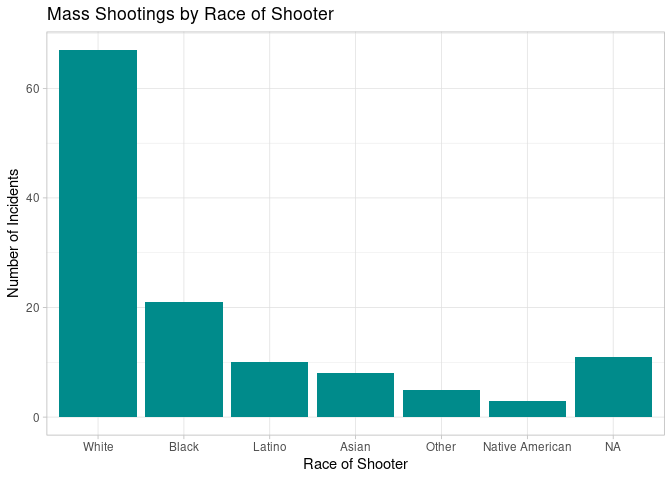 Mass Shootings by Race of Shooter
Number of Incidents
60
40
20
0
White Black Latino Asian Other Native American NA
Race of Shooter